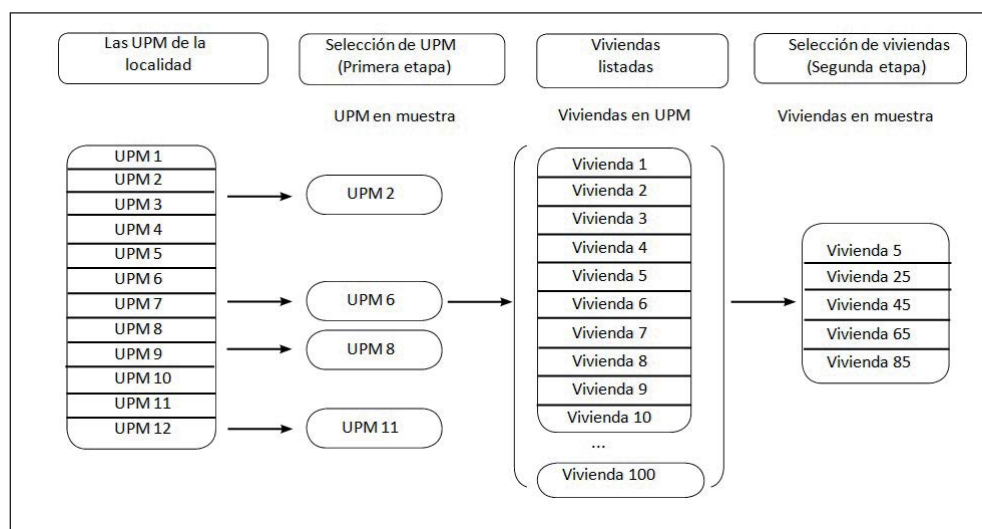 Las UPM de la
localidad
Selección de UPM
(Primera etapa)
Viviendas
listadas
Selección de viviendas
(Segunda etapa)
UPM en muestra
Viviendas en UPM
Viviendas en muestra
UPM 1
UPM 2
UPM 3
UPM 4
UPM 5
UPM 6
UPM 7
UPM 8
UPM 9
UPM 10
UPM 11
UPM 12
UPM 2
UPM 6
UPM 8
UPM 11
Vivienda 1
Vivienda 2
Vivienda 3
Vivienda 4
Vivienda 5
Vivienda 6
Vivienda 7
Vivienda 8
Vivienda 9
Vivienda 10
...
Vivienda 100
Vivienda 5
Vivienda 25
Vivienda 45
Vivienda 65
Vivienda 85